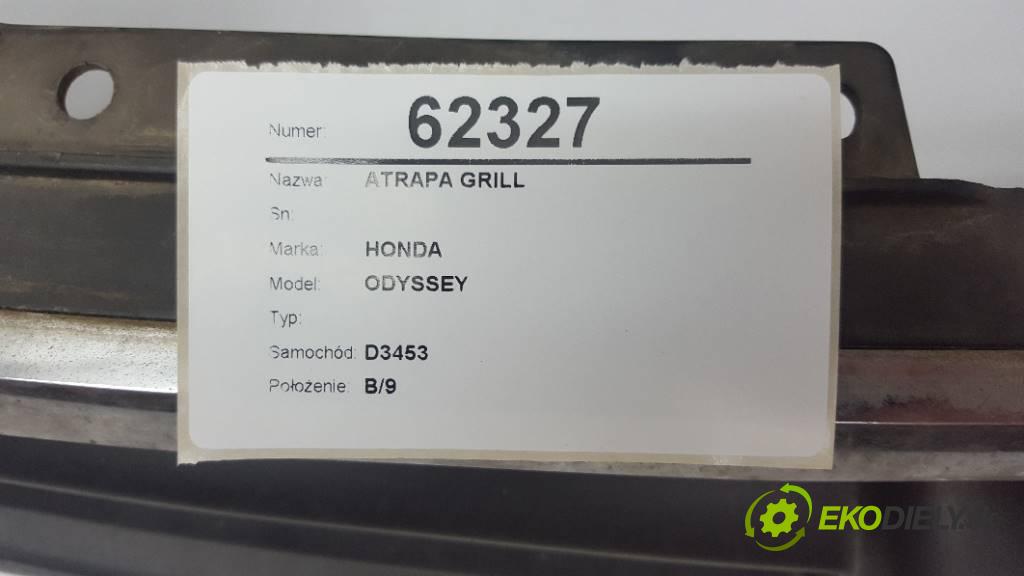 Numer: 62327
Nazwa: ATRAPA GRILL
Sn:
Marka: HONDA
Model: ODYSSEY
Typ:
Samochód: D3453
Położenie: B/9
EKODIELY